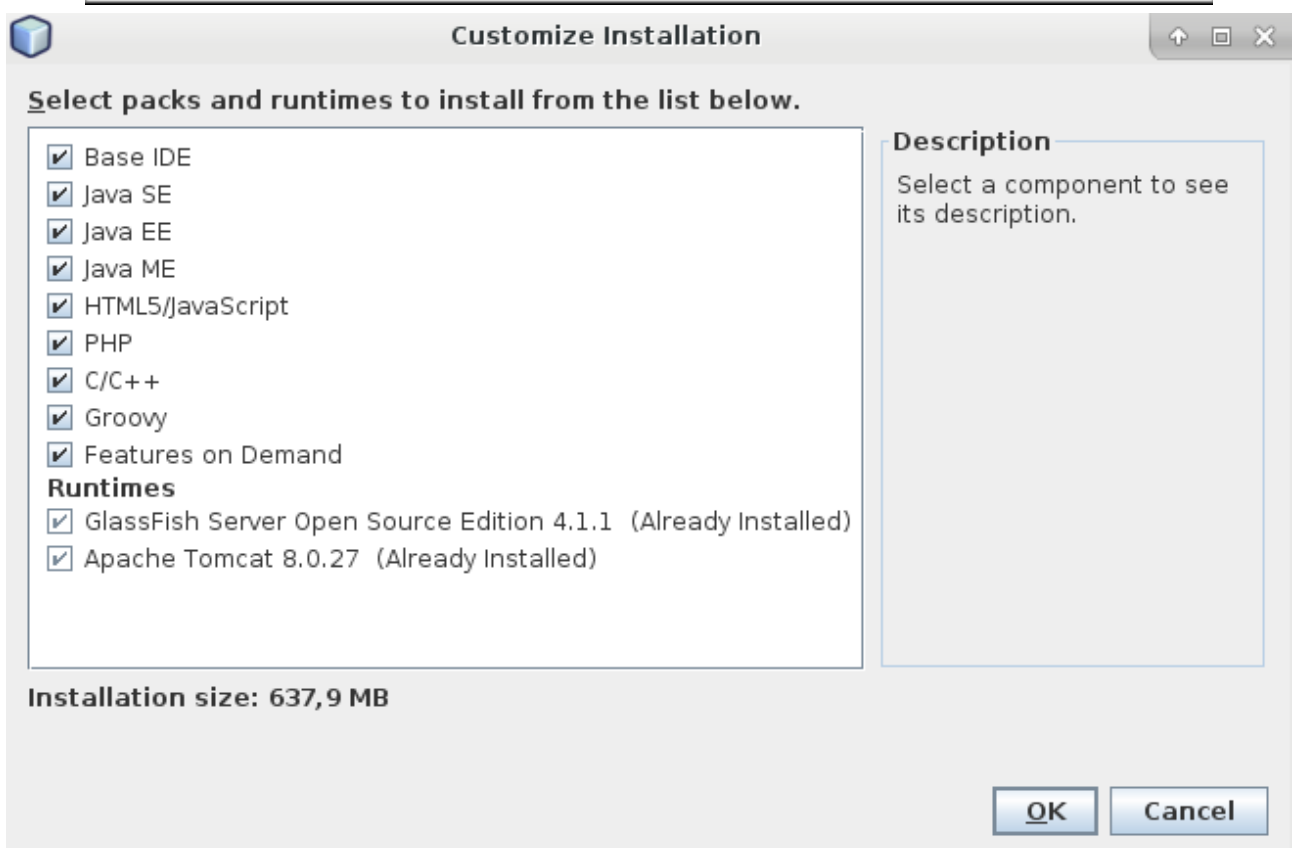 Customize Installation
Select packs and runtimes to install from the list below.
Base IDE
Java SE
Java EE
Java ME
HTML5/JavaScript
PHP
C/C++
Groovy
Features on Demand
Runtimes
GlassFish Server Open Source Edition 4.1.1 (Already Installed)
Apache Tomcat 8.0.27 (Already Installed)
Description
Select a component to see
its description.
Installation size: 637,9 MB
OK
Cancel